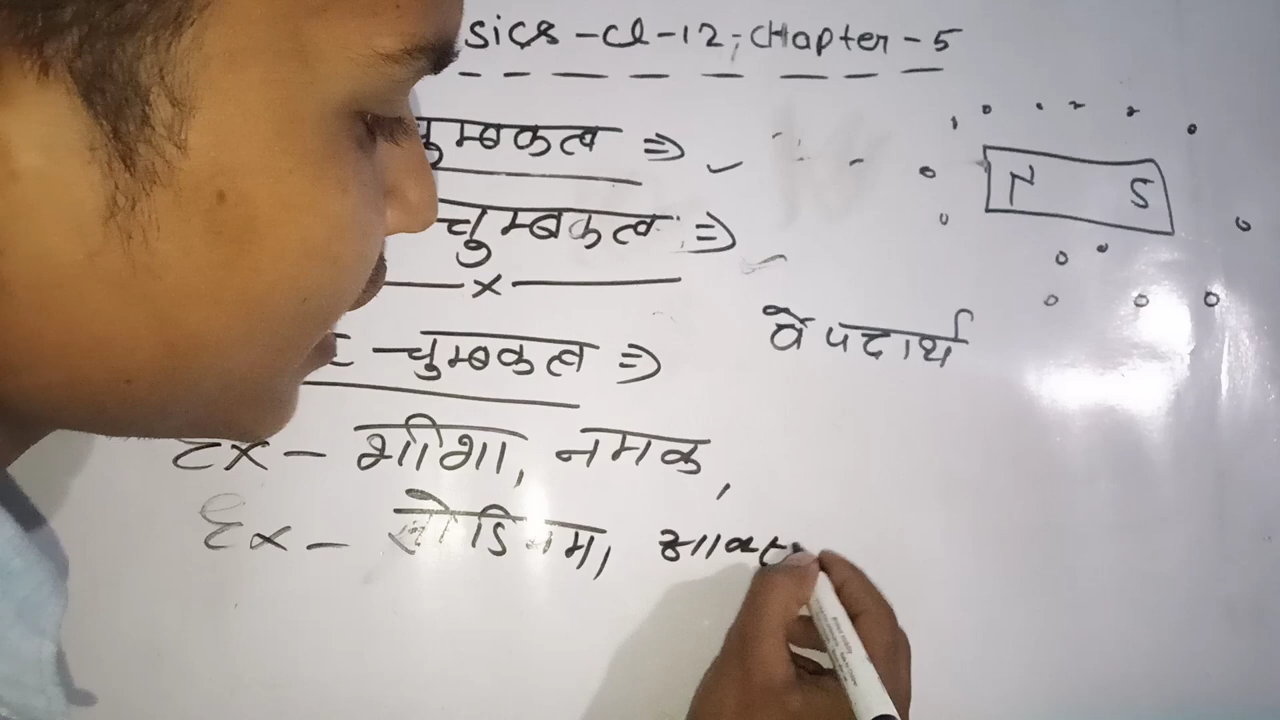 sics-Cl-12, Chapter-5
चुम्बकत्व ⇒
N S
चुम्बकत्व ⇒
x
वे पदार्थ
-चुम्बकत्व ⇒
Ex- शीशा, नमक,
Ex- सोडियम,